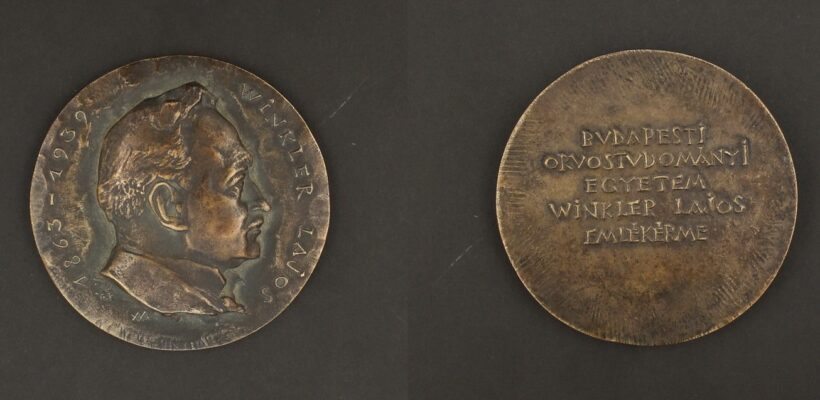 1863-1939
WiNKLER LAJOS
BUDAPESTI
ORVOSTUDOMÁNYI
EGYETEM
WINKLER LAJOS
EMLÉKÉRME